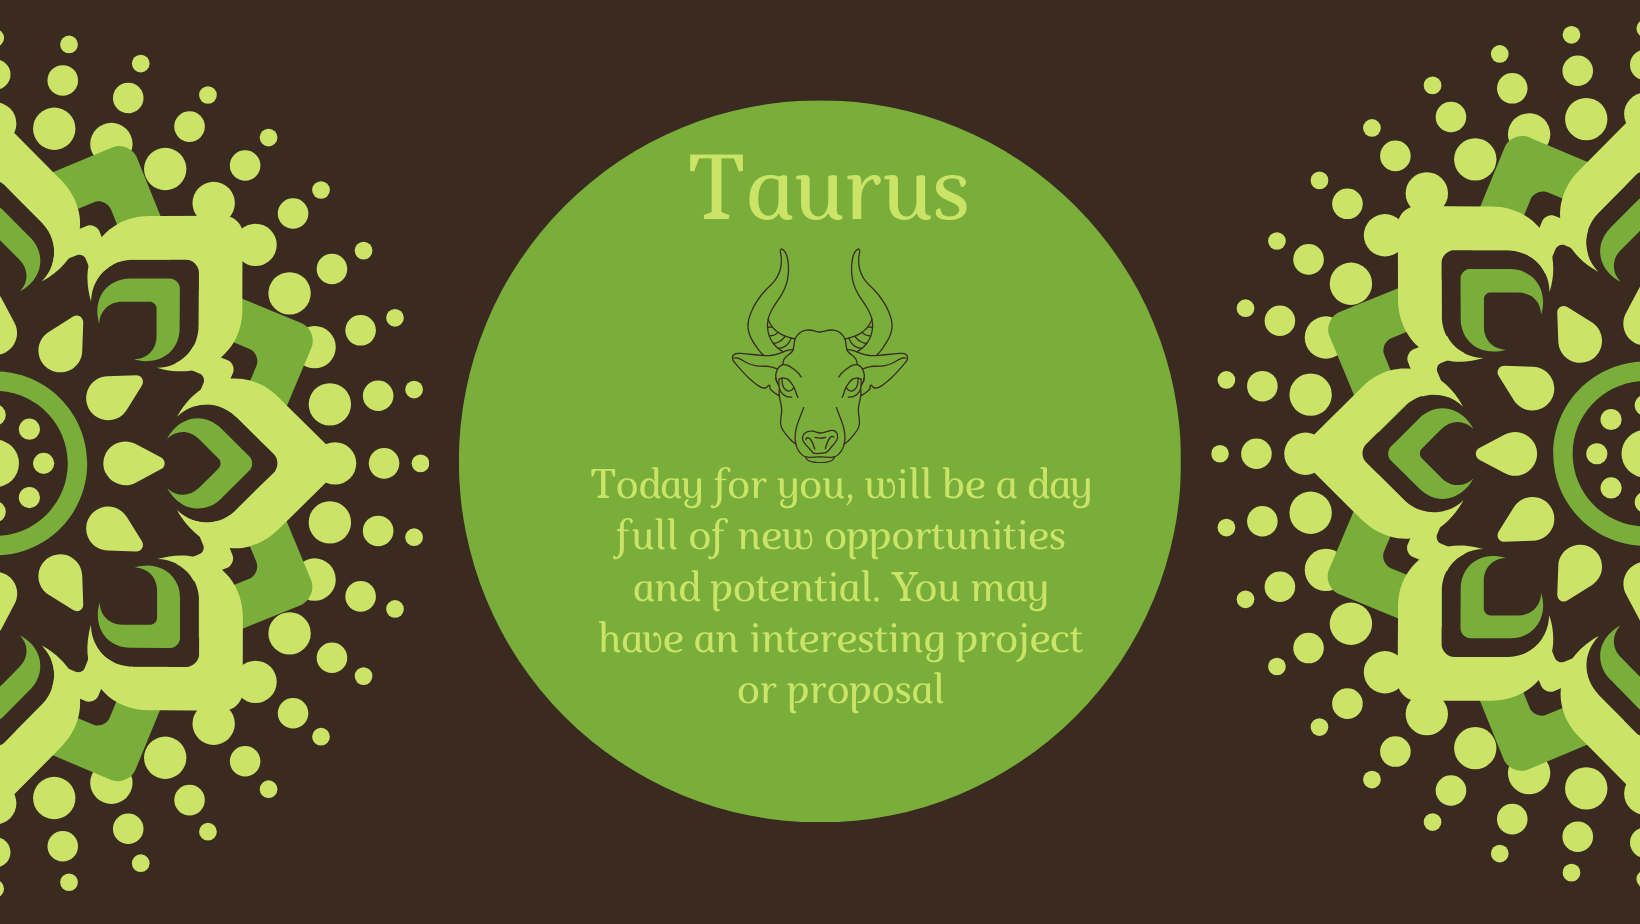 Taurus
Today for you, will be a day
full of new opportunities
and potential. You may
have an interesting project
or proposal